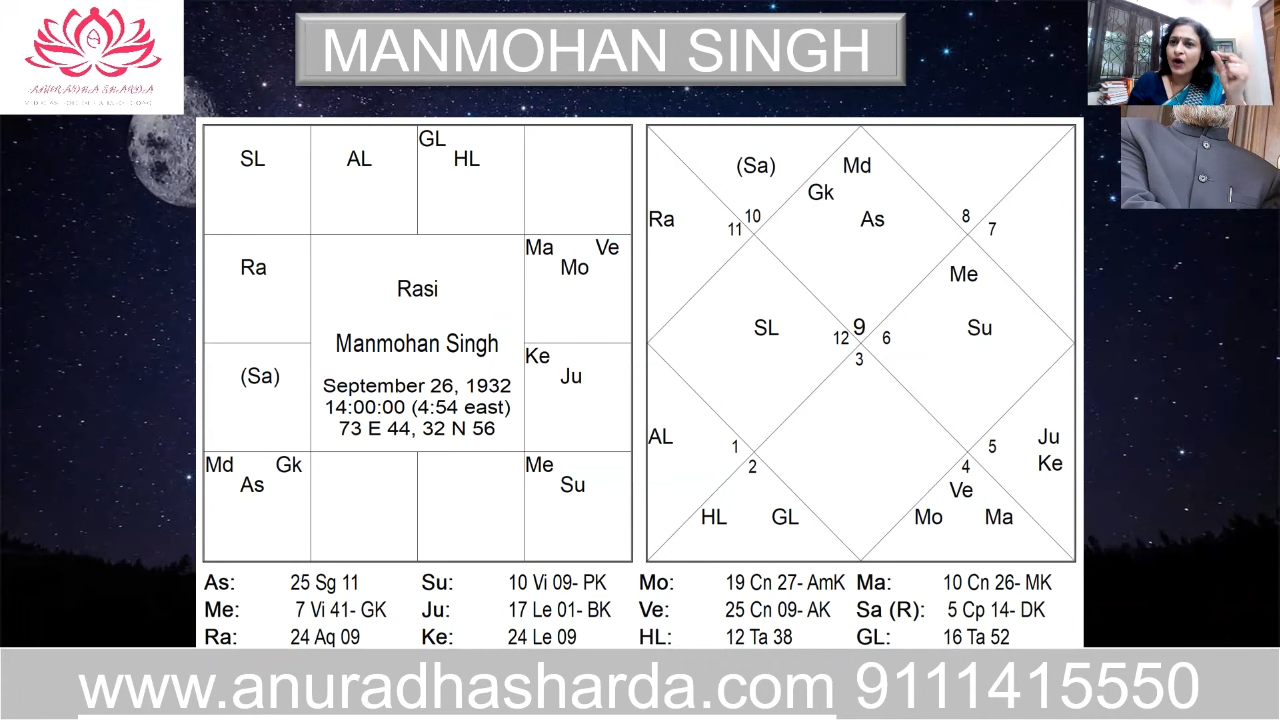 MANMOHAN SINGH
ANURADHA SHARDA
SL
AL
GL
HL
Ra
Ma Ve
Mo
Rasi
Manmohan Singh
September 26, 1932
14:00:00 (4:54 east)
73 E 44, 32 N 56
(Sa)
Ke
Ju
Md Gk
As
Me
Su
(Sa)
Md
Gk
Ra
10
11
As
8
7
Me
SL
9
12
6
3
Su
AL
1
2
5
4
Ju
Ke
Ve
HL GL
Mo Ma
As: 25 Sg 11 Su: 10 Vi 09- PK Mo: 19 Cn 27- AmK Ma: 10 Cn 26- MK
Me: 7 Vi 41- GK Ju: 17 Le 01- BK Ve: 25 Cn 09- AK Sa (R): 5 Cp 14- DK
Ra: 24 Aq 09 Ke: 24 Le 09 HL: 12 Ta 38 GL: 16 Ta 52
www.anuradhasharda.com 9111415550